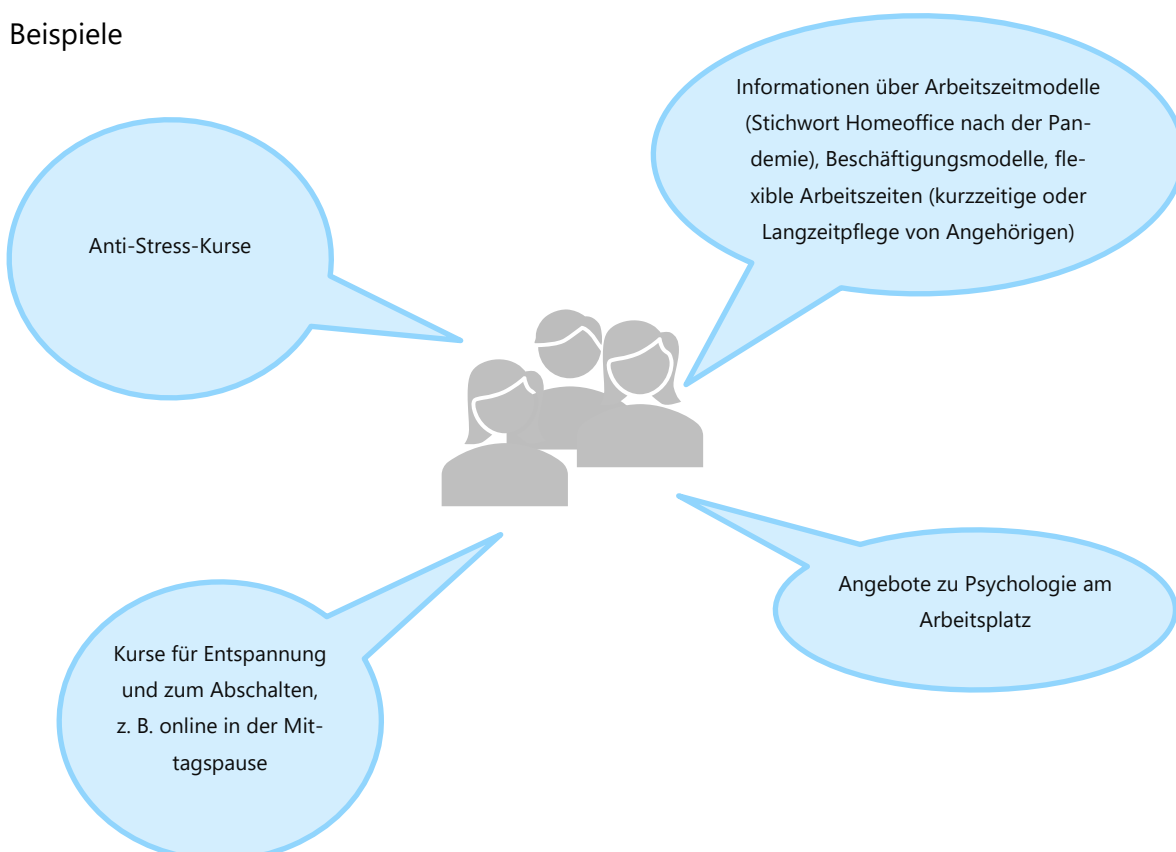 Beispiele
Informationen über Arbeitszeitmodelle
(Stichwort Homeoffice nach der Pan-
demie), Beschäftigungsmodelle, fle-
xible Arbeitszeiten (kurzzeitige oder
Langzeitpflege von Angehörigen)
Anti-Stress-Kurse
Angebote zu Psychologie am
Arbeitsplatz
Kurse für Entspannung
und zum Abschalten,
z. B. online in der Mit-
tagspause